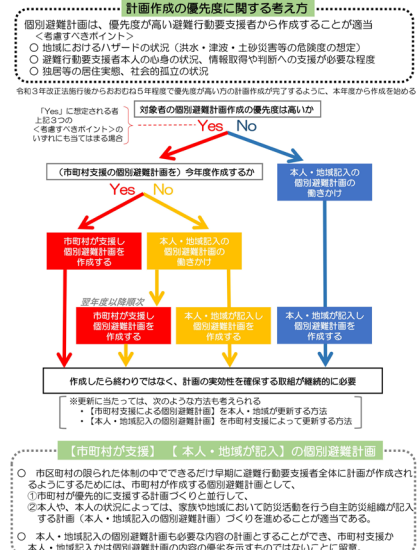 計画作成の優先度に関する考え方
個別避難計画は、優先度が高い避難行動要支援者から作成することが適当
＜考慮すべきポイント＞
○ 地域におけるハザードの状況（洪水・津波・土砂災害等の危険度の想定）
○ 避難行動要支援者本人の心身の状況、情報取得や判断への支援が必要な程度
○ 独居等の居住実態、社会的孤立の状況
令和３年改正法施行後からおおむね５年程度で優先度が高い方の計画が完了するように、本年度から作成を始める
「Yes」に想定される者
上記３つの
＜考慮すべきポイント＞の
いずれにも当てはまる場合
対象者の個別避難計画作成の優先度は高いか
Yes No
（市町村支援の個別避難計画を）今年度作成するか
本人・地域記入の
個別避難計画の
働きかけ
Yes No
市町村が支援し
個別避難計画を
作成する
本人・地域記入の
個別避難計画の
働きかけ
翌年度以降順次
市町村が支援し
個別避難計画を
作成する
本人・地域が記入し
個別避難計画を
作成する
本人・地域が記入し
個別避難計画を
作成する
作成したら終わりではなく、計画の実効性を確保する取組が継続的に必要
※更新に当たっては、次のような方法も考えられる
・【市町村支援による個別避難計画】を本人・地域が更新する方法
・【本人・地域記入の個別避難計画】を市町村支援によって更新する方法
【市町村が支援】【 本人・地域が記入】の個別避難計画
○ 市区町村の限られた体制の中でできるだけ早期に避難行動要支援者全体に計画が作成され
るようにするためには、市町村が作成する個別避難計画として、
①市町村が優先的に支援する計画づくりと並行して、
②本人や、本人の状況によっては、家族や地域において防災活動を行う自主防災組織が記入
する計画（本人・地域記入の個別避難計画）づくりを進めることが適当である。
○ 本人・地域記入の個別避難計画も必要な内容の計画とすることができ、市町村支援か
本人・地域記入かは個別避難計画の内容の優劣を示すものではないことに留意。